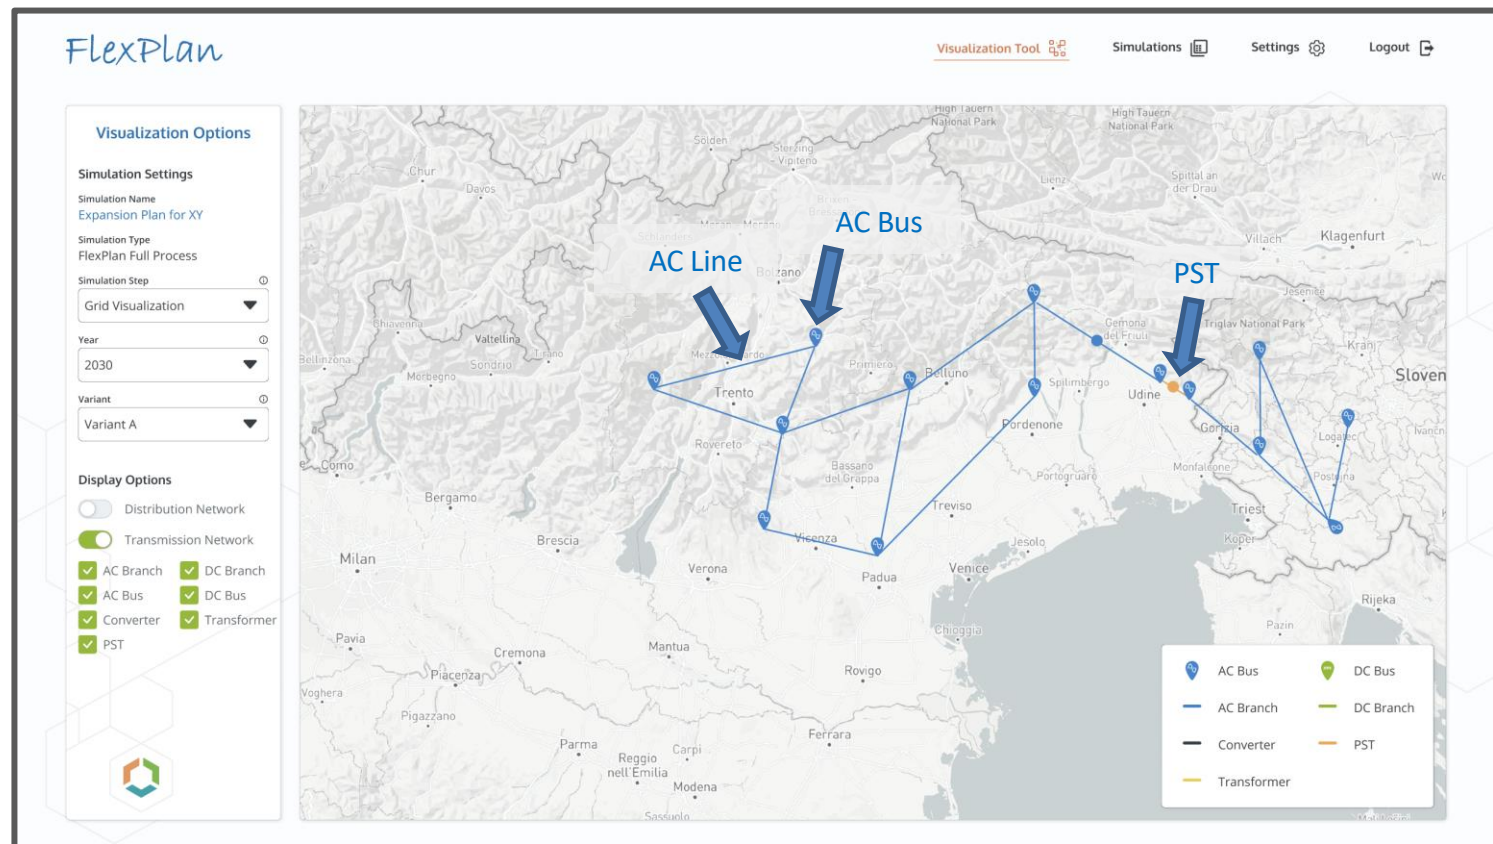 FlexPlan
Visualization Tool
Simulations
Settings
Logout
Visualization Options
Simulation Settings
Simulation Name
Expansion Plan for XY
Simulation Type
FlexPlan Full Process
Simulation Step
Grid Visualization
Year
2030
Variant
Variant A
Display Options
Distribution Network
Transmission Network
AC Branch
DC Branch
AC Bus
DC Bus
Converter
Transformer
PST
High Tauern
National Park
High Tauern
National Park
Sölden
Sterzing
- Vipiteno
Chur
Davos
Lienz
Spittal an
der Drau
AC Bus
Villach
Klagenfurt
AC Line
Bolzano
PST
Jesenice
Chiavenna
Valtellina
Tirano
Gemona
del Friuli
Triglav National Park
Kranj
Bellinzona
Sondrio
Morbegno
Primiero
Belluno
Spilimbergo
Sloven
Trento
Udine
Rovereto
Pordenone
Gorizia
Logatec
Como
Bassano
del Grappa
Portogruaro
Monfalcone
Postojna
Bergamo
Treviso
Triest
Brescia
Vicenza
Jesolo
Koper
Milan
Verona
Padua
Venice
Rijeka
Pavia
Cremona
Mantua
Chioggia
Pazin
Piacenza
Rovigo
Voghera
Pigazzano
Ferrara
Parma
Reggio
nell'Emilia
Carpi
Modena
Sassuolo
AC Bus
DC Bus
AC Branch
DC Branch
Converter
PST
Transformer